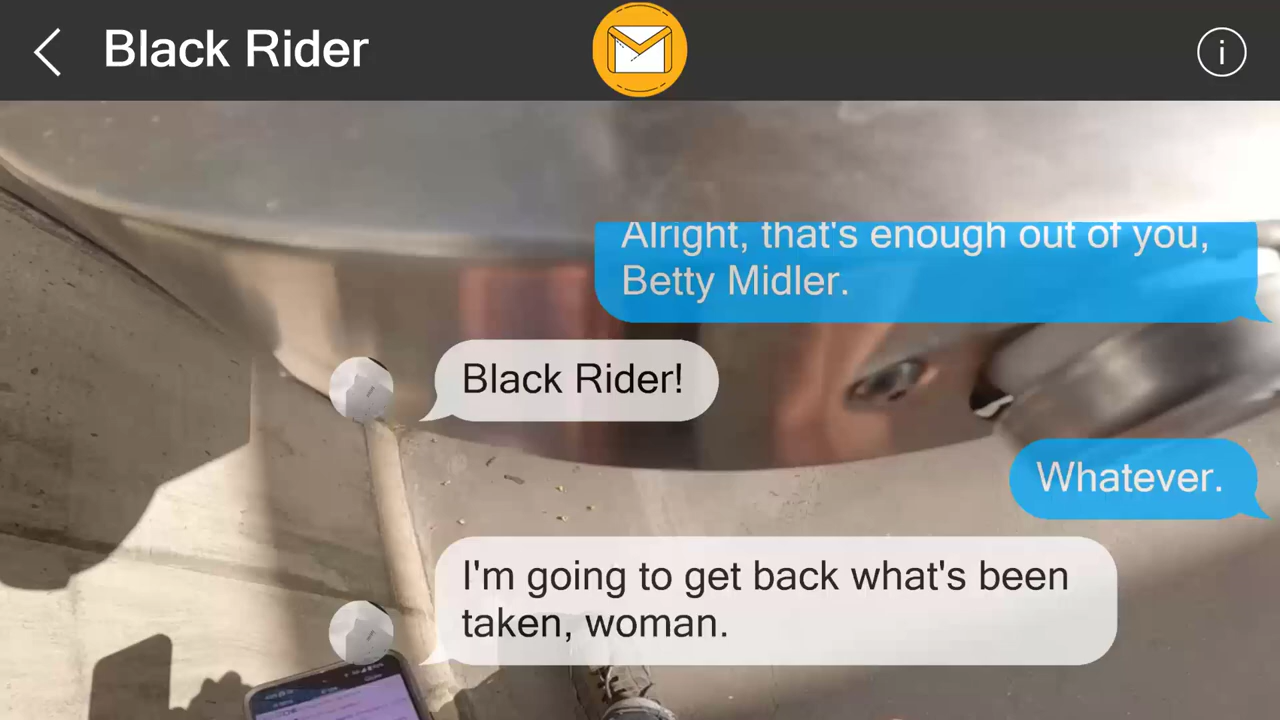 Black Rider
Alright, that's enough out of you,
Betty Midler.
Black Rider!
Whatever.
I'm going to get back what's been
taken, woman.